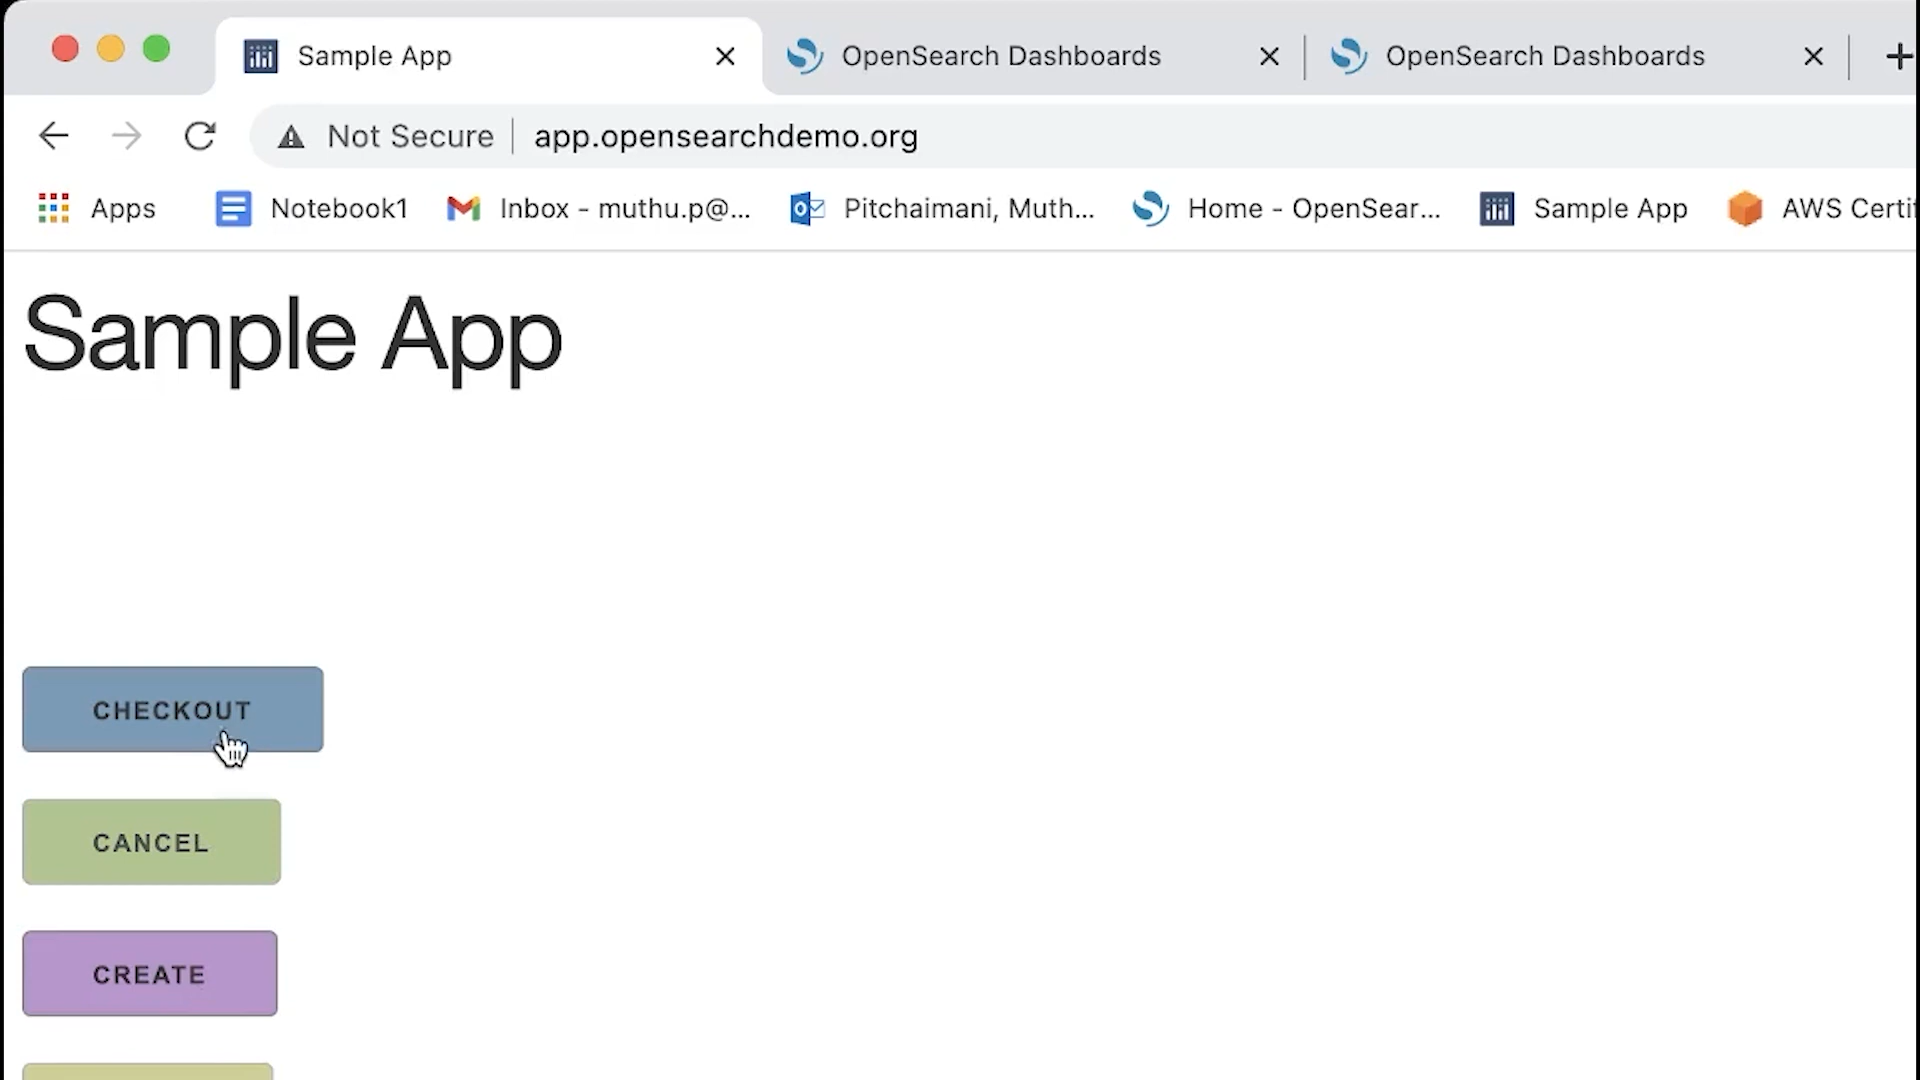 Sample App
OpenSearch Dashboards
OpenSearch Dashboards
Not Secure
app.opensearchdemo.org
Apps
Notebook1
Inbox - muthu.p@...
Pitchaimani, Muth...
Home - OpenSear...
Sample App
AWS Certif
Sample App
CHECKOUT
CANCEL
CREATE